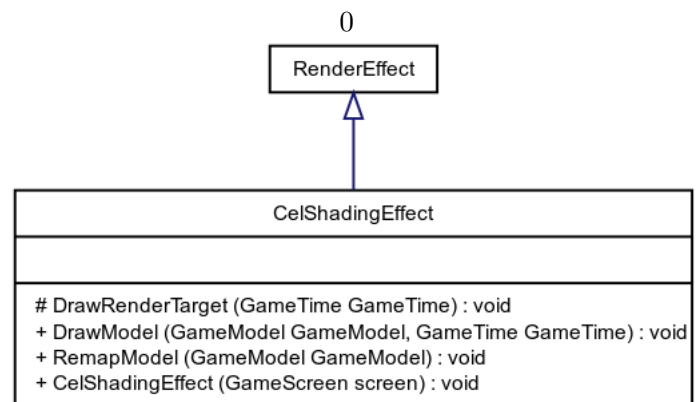 0
RenderEffect
CelShadingEffect
# DrawRenderTarget (GameTime GameTime) : void
+ DrawModel (GameModel GameModel, GameTime GameTime) : void
+ RemapModel (GameModel GameModel) : void
+ CelShadingEffect (GameScreen screen) : void